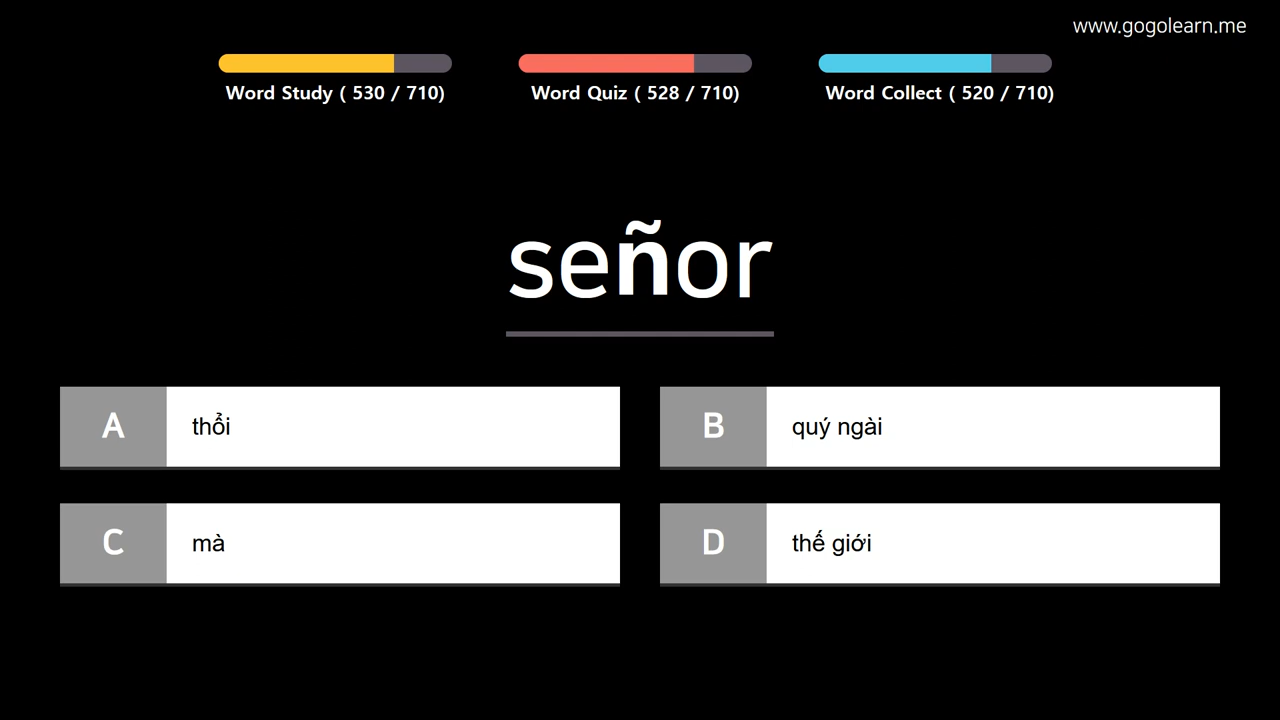 www.gogolearn.me
Word Study ( 530 / 710)
Word Quiz ( 528 / 710)
Word Collect ( 520 / 710)
señor
A thổi
B quý ngài
C mà
D thế giới